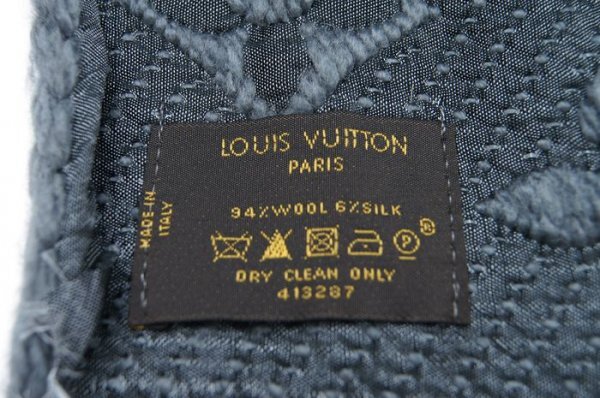 LOUIS VUITTON
PARIS
MADE IN
ITALY
94%WOOL 6%SILK
P
®
DRY CLEAN ONLY
413287